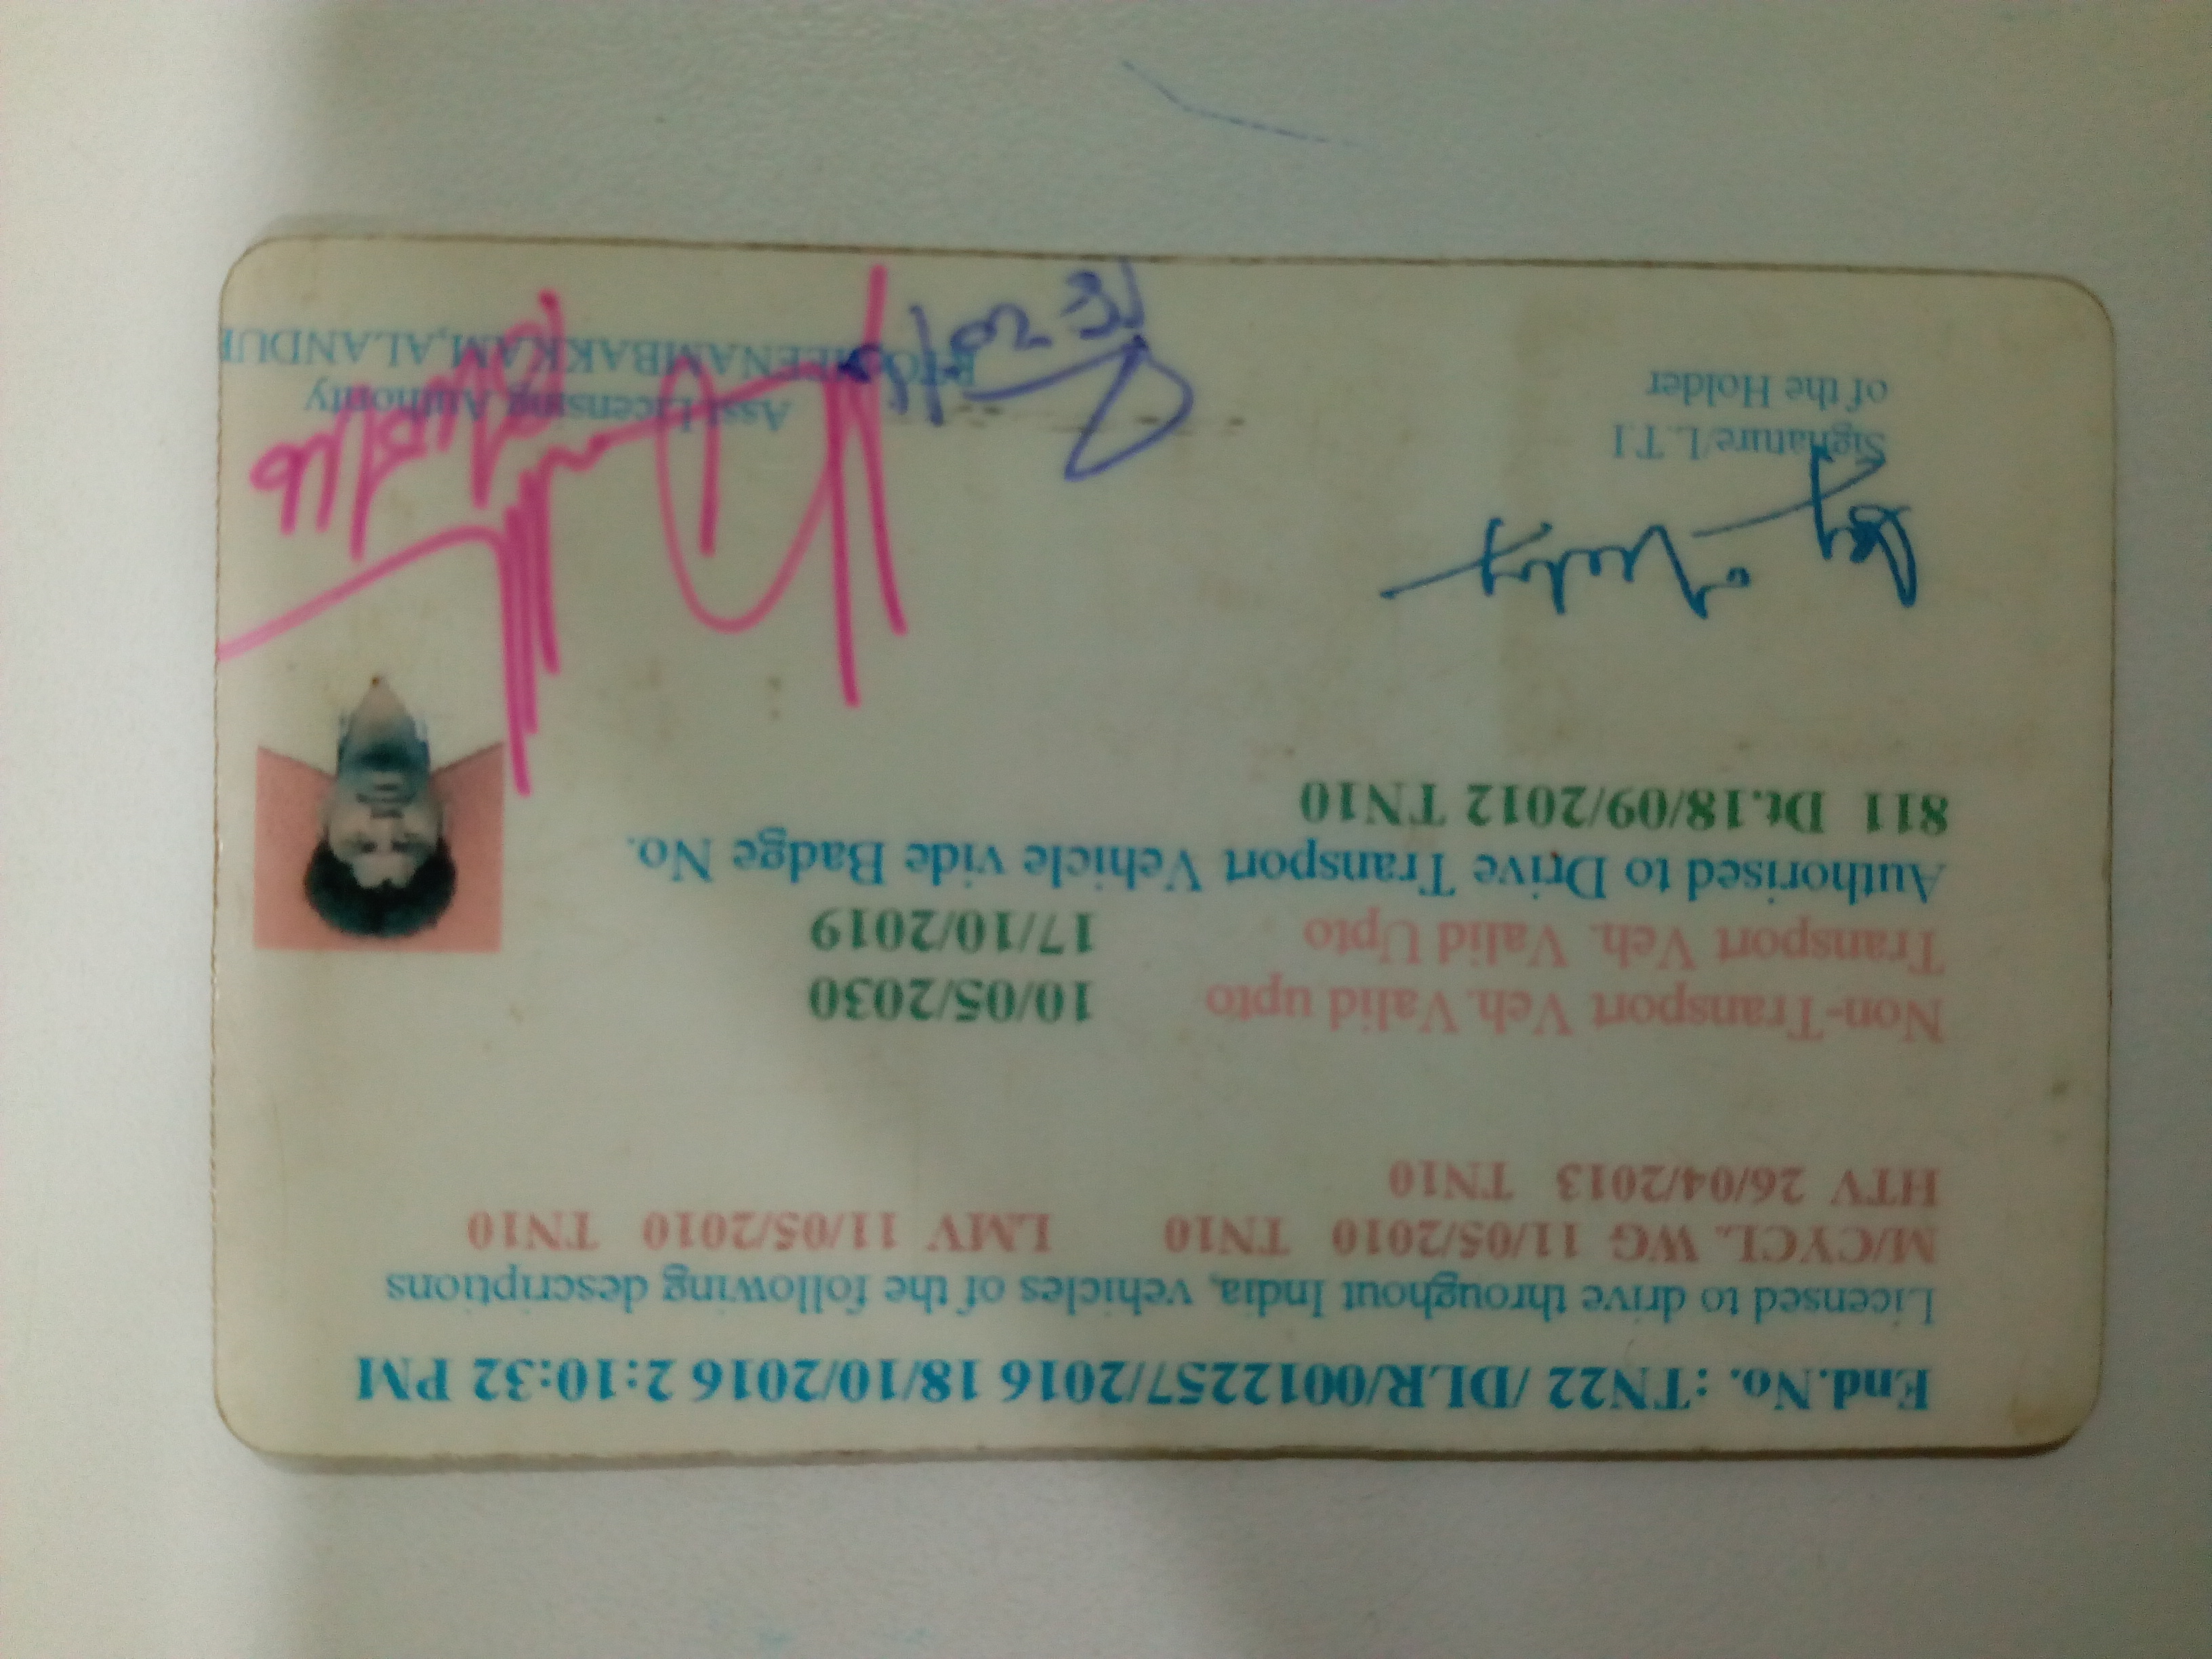 End.No. : TN22 /DLR/0012257/2016 18/10/2016 2:10:32 PM
Licensed to drive throughout India, vehicles of the following descriptions
M/CYCL. WG 11/05/2010 TN10 LMV 11/05/2010 TN10
HTV 26/04/2013 TN10
Non-Transport Veh. Valid upto 10/05/2030
Transport Veh. Valid Upto 17/10/2019
Authorised to Drive Transport Vehicle vide Badge No.
811 Dt.18/09/2012 TN10
Signature/L.T.I
of the Holder
Asst Licensing Authority
RTO MEENAMBAKKAM,ALANDUR